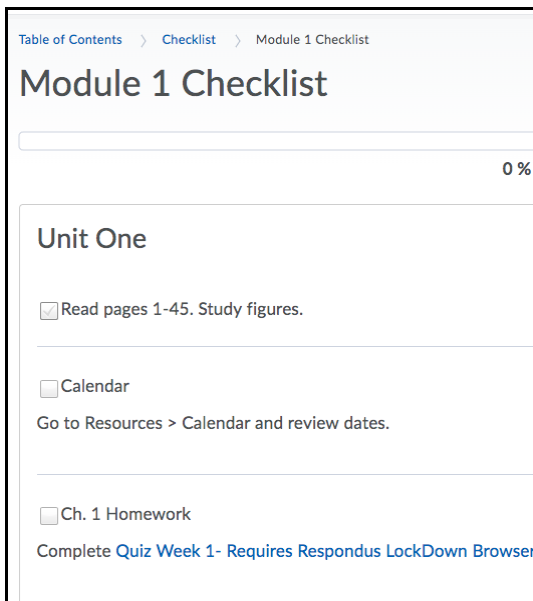 Table of Contents > Checklist > Module 1 Checklist
Module 1 Checklist
0 %
Unit One
Read pages 1-45. Study figures.
Calendar
Go to Resources > Calendar and review dates.
Ch. 1 Homework
Complete Quiz Week 1- Requires Respondus LockDown Browser